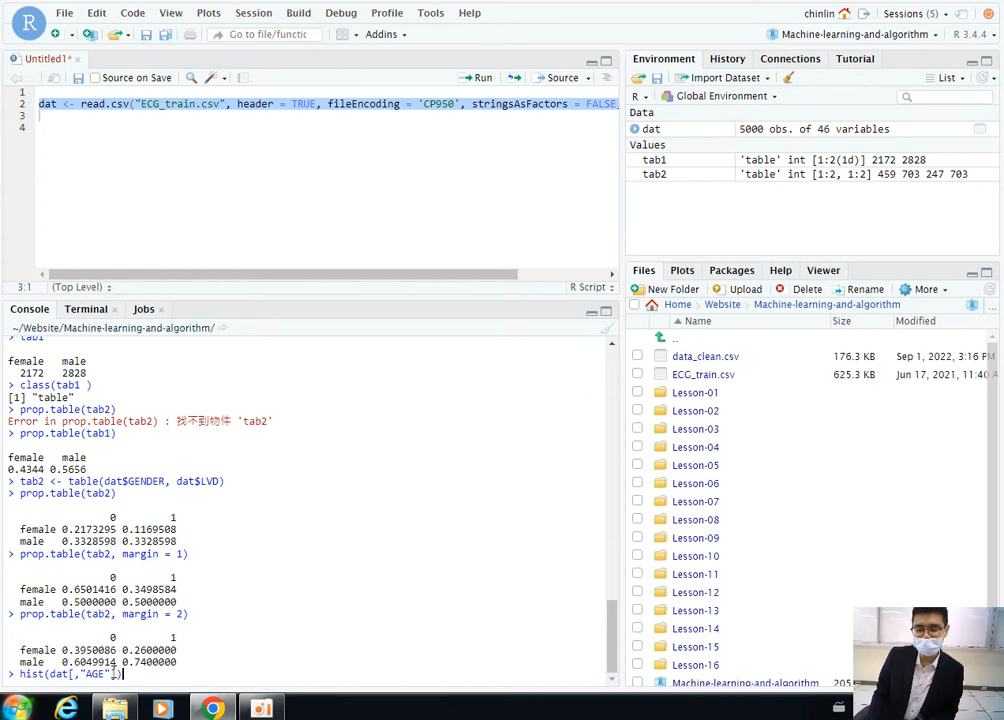 File Edit Code View Plots Session Build Debug Profile Tools Help
chinlin Sessions (5)
R Go to file/functic Addins
Machine-learning-and-algorithm R 3.4.4
Untitled1* ×
Source on Save Run Source
1
2 dat <- read.csv("ECG_train.csv", header = TRUE, fileEncoding = 'CP950', stringsAsFactors = FALSE
3
4
3:1 (Top Level) R Script
Console Terminal × Jobs ×
~/Website/Machine-learning-and-algorithm/
> tab1
female male
2172 2828
> class(tab1 )
[1] "table"
> prop.table(tab2)
Error in prop.table(tab2) : 找不到物件 'tab2'
> prop.table(tab1)
female male
0.4344 0.5656
> tab2 <- table(dat$GENDER, dat$LVD)
> prop.table(tab2)
0 1
female 0.2173295 0.1169508
male 0.3328598 0.3328598
> prop.table(tab2, margin = 1)
0 1
female 0.6501416 0.3498584
male 0.5000000 0.5000000
> prop.table(tab2, margin = 2)
0 1
female 0.3950086 0.2600000
male 0.6049914 0.7400000
> hist(dat[,"AGE"])
Environment History Connections Tutorial
Import Dataset List
R Global Environment
Data
dat 5000 obs. of 46 variables
Values
tab1 'table' int [1:2(1d)] 2172 2828
tab2 'table' int [1:2, 1:2] 459 703 247 703
Files Plots Packages Help Viewer
New Folder Upload Delete Rename More
Home Website Machine-learning-and-algorithm R ...
Name Size Modified
..
data_clean.csv 176.3 KB Sep 1, 2022, 3:16 P
ECG_train.csv 625.3 KB Jun 17, 2021, 11:40
Lesson-01
Lesson-02
Lesson-03
Lesson-04
Lesson-05
Lesson-06
Lesson-07
Lesson-08
Lesson-09
Lesson-10
Lesson-11
Lesson-12
Lesson-13
Lesson-14
Lesson-15
Lesson-16
Machine-learning-and-algorithm